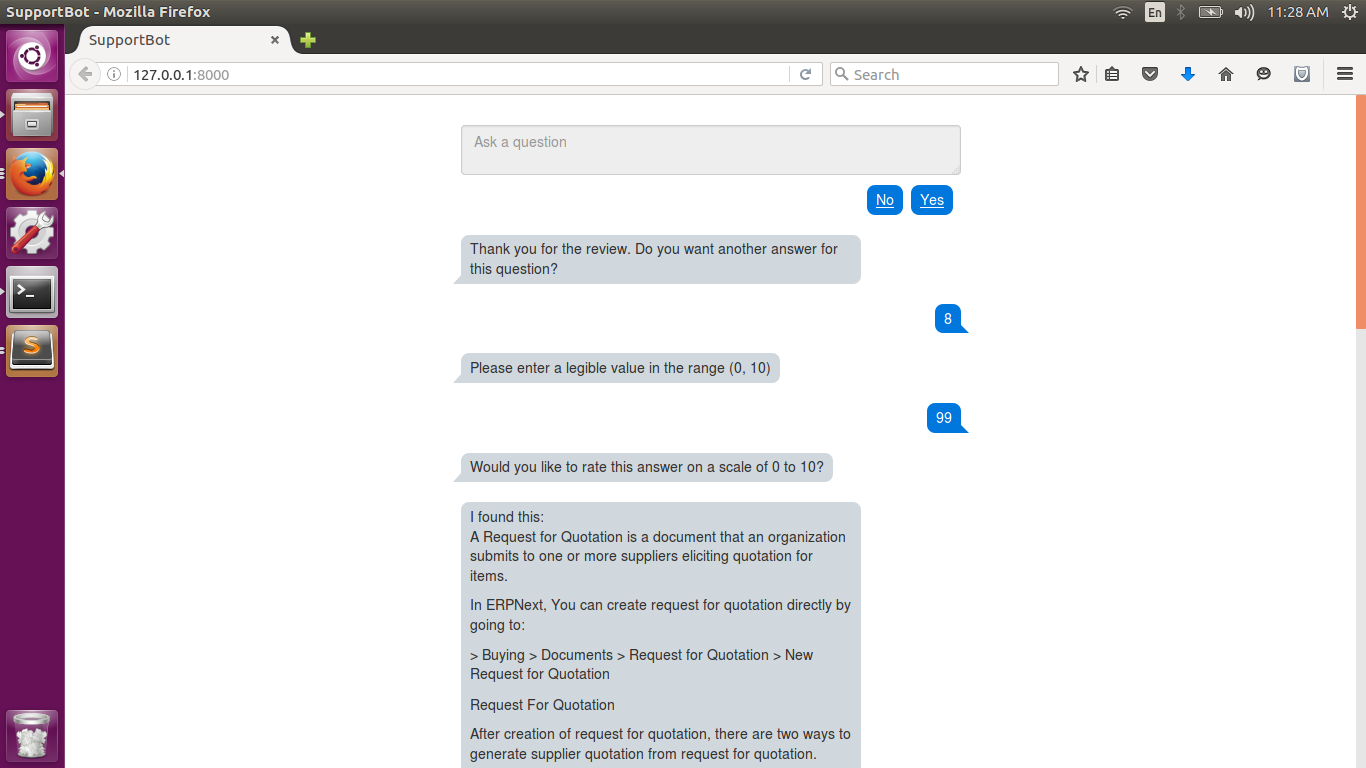 SupportBot - Mozilla Firefox
En
11:28 AM
SupportBot
127.0.0.1:8000
Search
Ask a question
No Yes
Thank you for the review. Do you want another answer for
this question?
8
Please enter a legible value in the range (0, 10)
99
Would you like to rate this answer on a scale of 0 to 10?
I found this:
A Request for Quotation is a document that an organization
submits to one or more suppliers eliciting quotation for
items.
In ERPNext, You can create request for quotation directly by
going to:
> Buying > Documents > Request for Quotation > New
Request for Quotation
Request For Quotation
After creation of request for quotation, there are two ways to
generate supplier quotation from request for quotation.